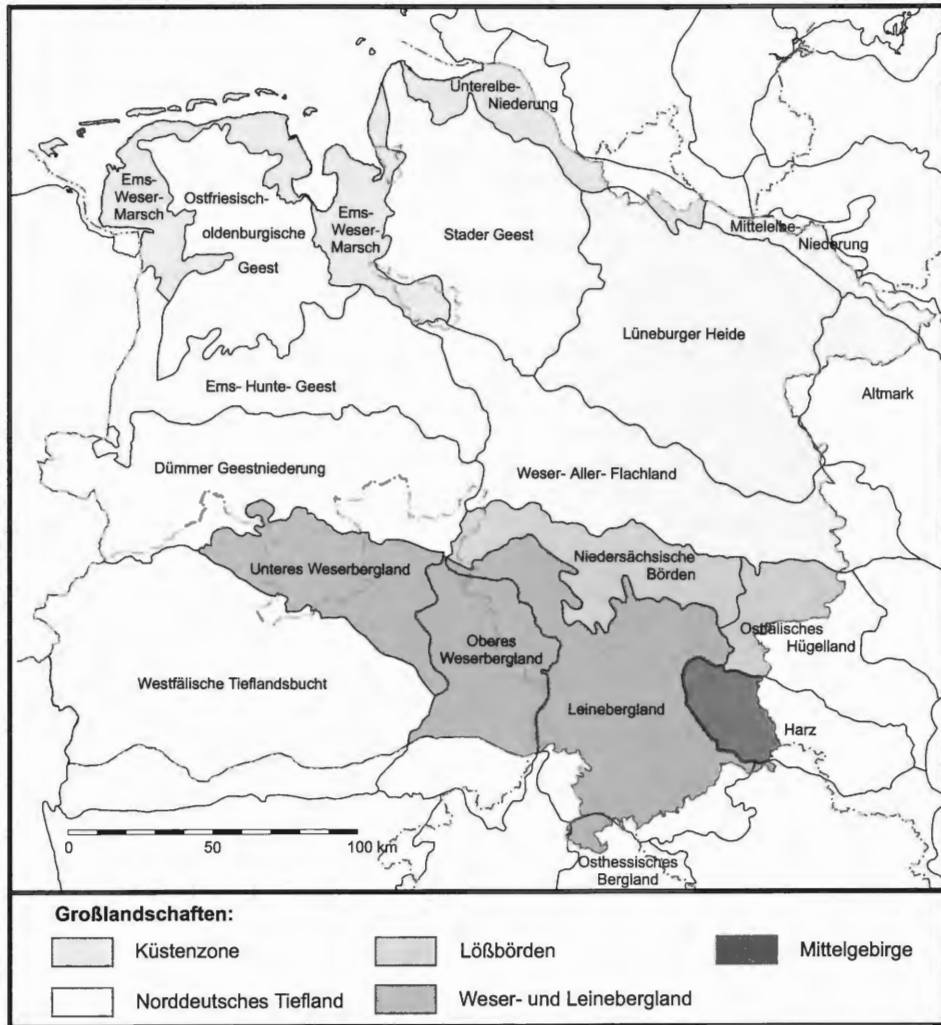 Unterelbe-
Niederung
Ems-
Weser-
Marsch
Ostfriesisch-
oldenburgische
Geest
Ems-
Weser-
Marsch
Stader Geest
Mittelelbe-
Niederung
Lüneburger Heide
Ems- Hunte- Geest
Altmark
Dümmer Geestniederung
Weser- Aller- Flachland
Unteres Weserbergland
Niedersächsische
Börden
Oberes
Weserbergland
Ostfälisches
Hügelland
Westfälische Tieflandsbucht
Leinebergland
Harz
0 50 100 km
Osthessisches
Bergland
Großlandschaften:
Küstenzone
Lößbörden
Mittelgebirge
Norddeutsches Tiefland
Weser- und Leinebergland